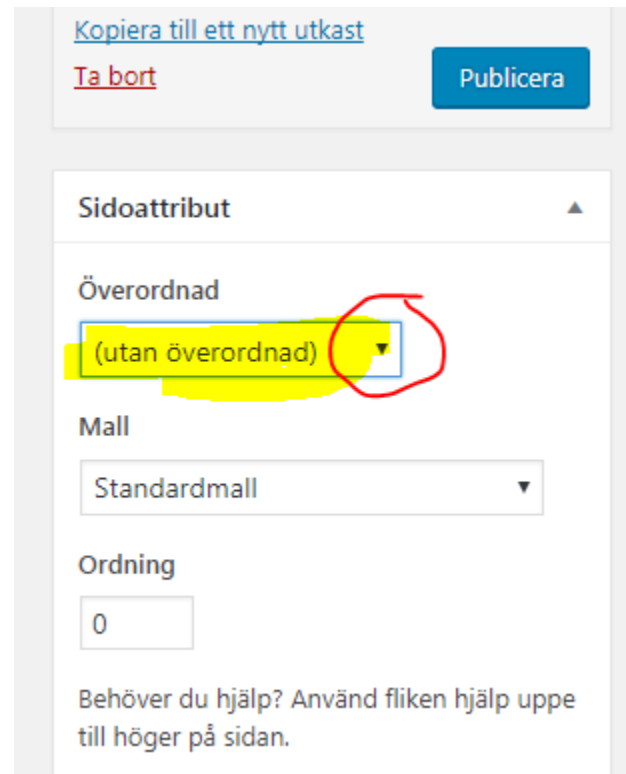 Kopiera till ett nytt utkast
Ta bort
Publicera
Sidoattribut
Överordnad
(utan överordnad)
Mall
Standardmall
Ordning
0
Behöver du hjälp? Använd fliken hjälp uppe
till höger på sidan.